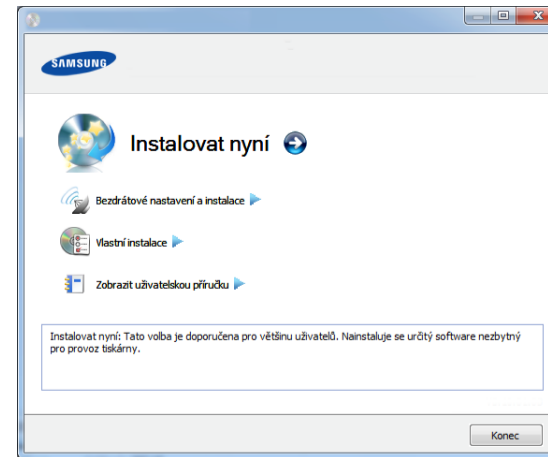 SAMSUNG
Instalovat nyní
Bezdrátové nastavení a instalace
Vlastní instalace
Zobrazit uživatelskou příručku
Instalovat nyní: Tato volba je doporučena pro většinu uživatelů. Nainstaluje se určitý software nezbytný
pro provoz tiskárny.
Konec